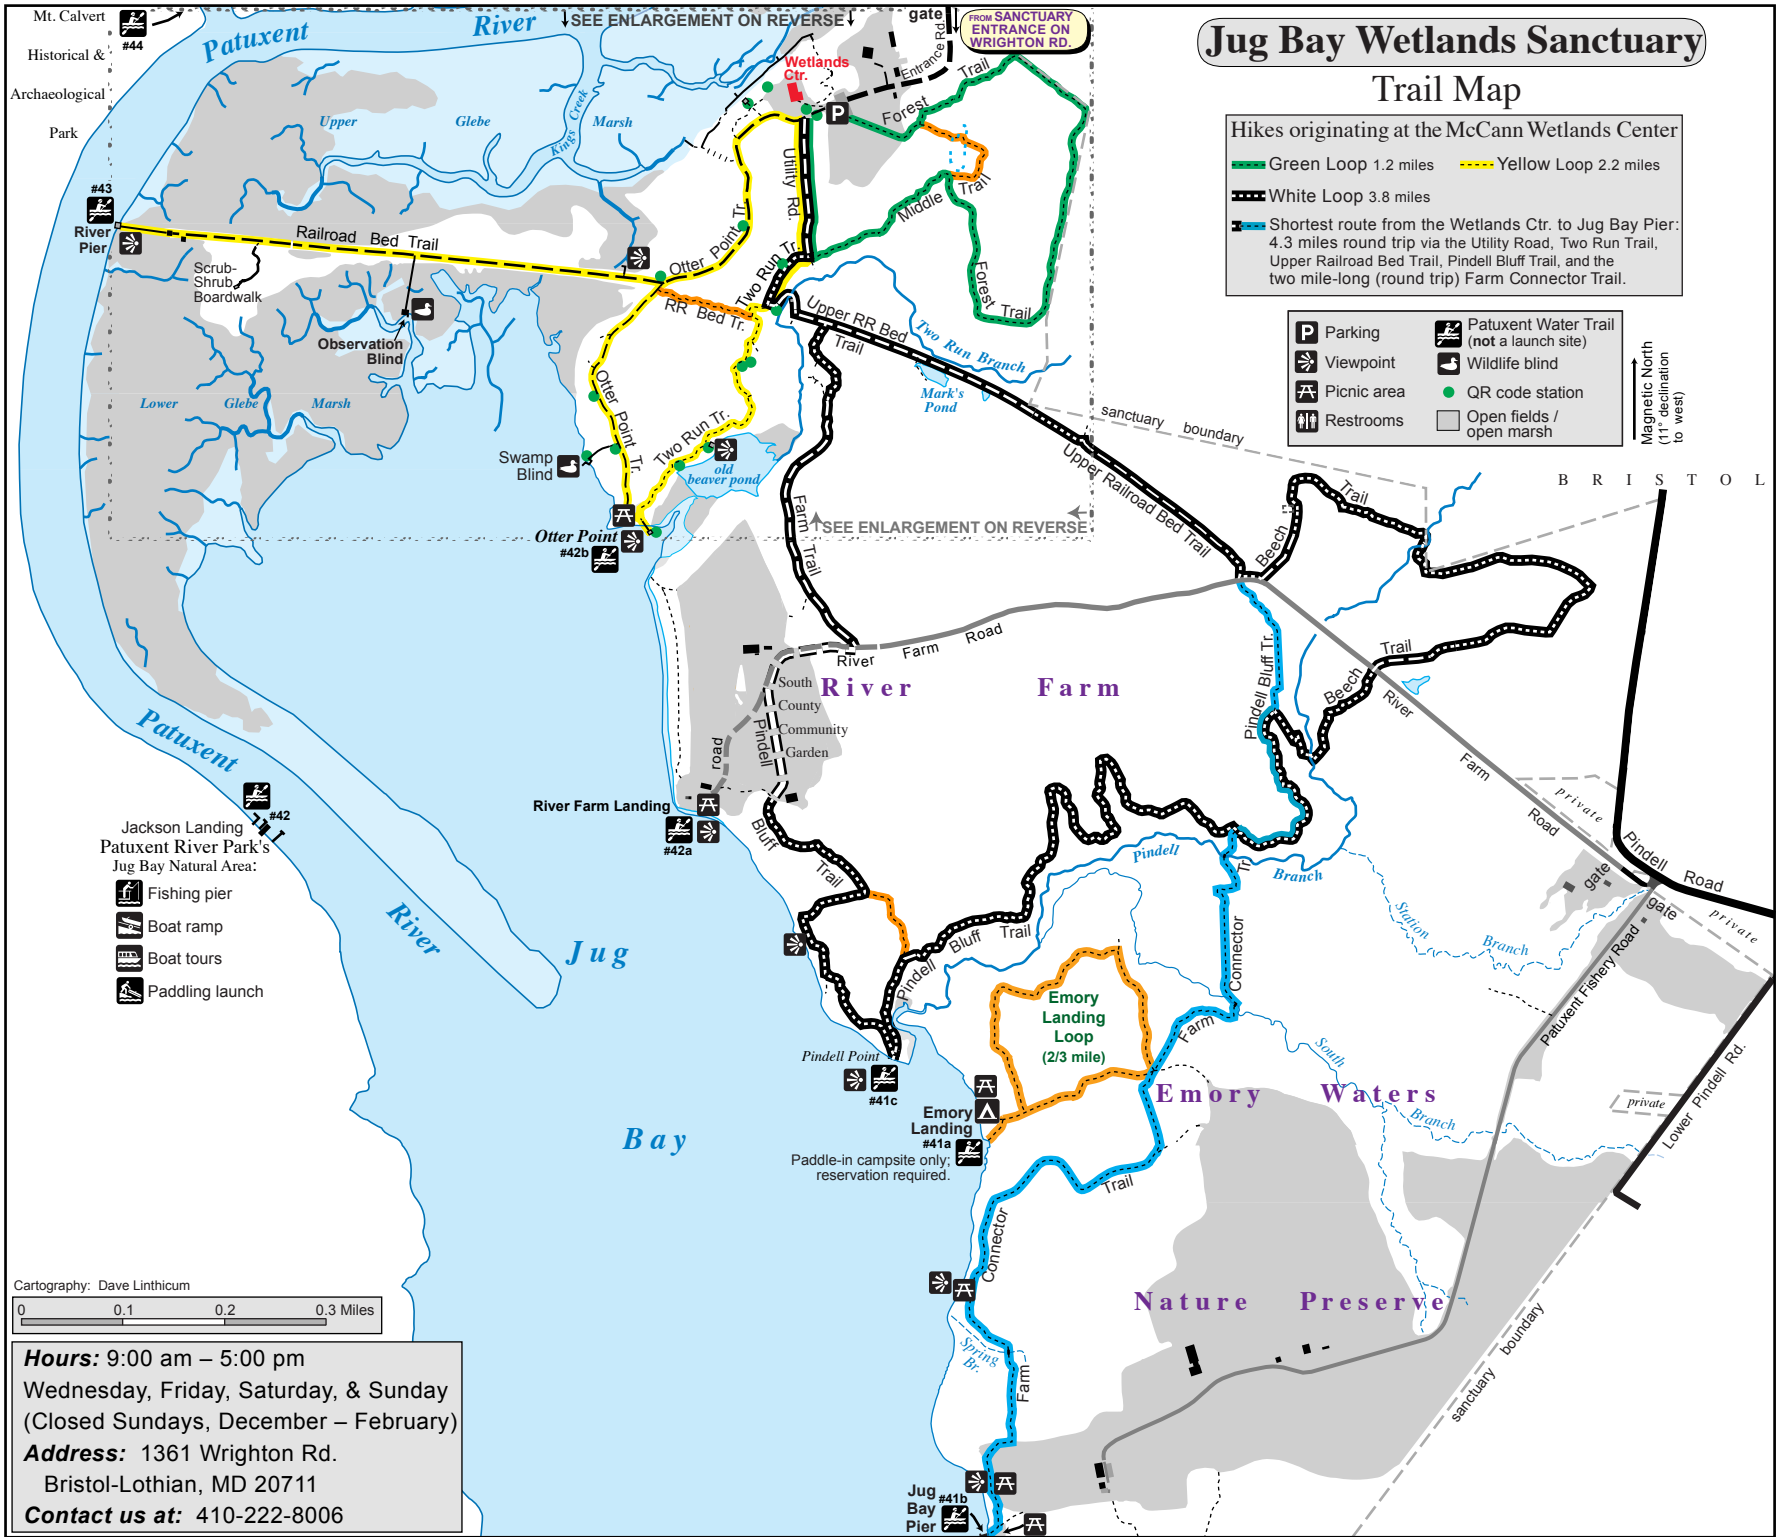 Jug Bay Wetlands Sanctuary
Trail Map
Hikes originating at the McCann Wetlands Center
Green Loop 1.2 miles
Yellow Loop 2.2 miles
White Loop 3.8 miles
Shortest route from the Wetlands Ctr. to Jug Bay Pier:
4.3 miles round trip via the Utility Road, Two Run Trail,
Upper Railroad Bed Trail, Pindell Bluff Trail, and the
two mile-long (round trip) Farm Connector Trail.
P Parking
Viewpoint
Picnic area
Restrooms
Patuxent Water Trail
(not a launch site)
Wildlife blind
QR code station
Open fields /
open marsh
Magnetic North
(11° declination
to west)
Mt. Calvert
Historical &
Archaeological
Park
#44
Patuxent
River
↓SEE ENLARGEMENT ON REVERSE↓
gate
FROM SANCTUARY
ENTRANCE ON
WRIGHTON RD.
Entrance Rd.
Wetlands
Ctr.
P
Forest
Trail
Upper
Glebe
Marsh
Kings Creek
Utility Rd.
Middle
Trail
Forest
Trail
#43
River
Pier
Railroad Bed Trail
Otter Point Tr.
Two Run Tr.
Scrub-
Shrub
Boardwalk
RR Bed Tr.
Upper RR Bed
Trail
Two Run Branch
Observation
Blind
Mark's
Pond
Lower
Glebe
Marsh
Otter Point Tr.
Two Run Tr.
sanctuary boundary
Swamp
Blind
old
beaver pond
Upper Railroad Bed Trail
BRISTOL
Trail
Beech
Otter Point
#42b
Farm Trail
SEE ENLARGEMENT ON REVERSE
River Farm Road
South
County
Community
Garden
River Farm
Pindell Bluff Tr.
Beech
Trail
River
Farm
Road
Patuxent
River
road
Pindell
Bluff
Trail
River Farm Landing
#42a
#42
Jackson Landing
Patuxent River Park's
Jug Bay Natural Area:
Fishing pier
Boat ramp
Boat tours
Paddling launch
private
Pindell
Road
gate
gate
private
Pindell
Branch
Tr.
Connector
Station
Branch
Patuxent Fishery Road
Jug
Bay
Pindell
Bluff
Trail
Emory
Landing
Loop
(2/3 mile)
Farm
Pindell Point
#41c
Emory
Landing
#41a
Paddle-in campsite only;
reservation required.
South
Branch
Emory Waters
private
Lower Pindell Rd.
Trail
Connector
Nature Preserve
Spring
Br.
Farm
sanctuary boundary
Jug
Bay
Pier
#41b
Cartography: Dave Linthicum
0 0.1 0.2 0.3 Miles
Hours: 9:00 am – 5:00 pm
Wednesday, Friday, Saturday, & Sunday
(Closed Sundays, December – February)
Address: 1361 Wrighton Rd.
Bristol-Lothian, MD 20711
Contact us at: 410-222-8006